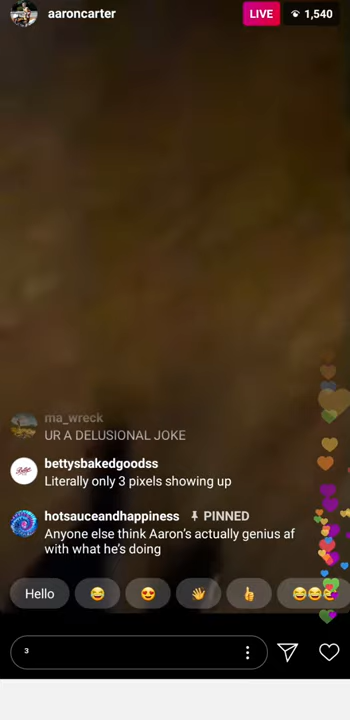 aaroncarter
LIVE
1,540
ma_wreck
UR A DELUSIONAL JOKE
bettysbakedgoodss
Literally only 3 pixels showing up
hotsauceandhappiness PINNED
Anyone else think Aaron's actually genius af
with what he's doing
Hello
3